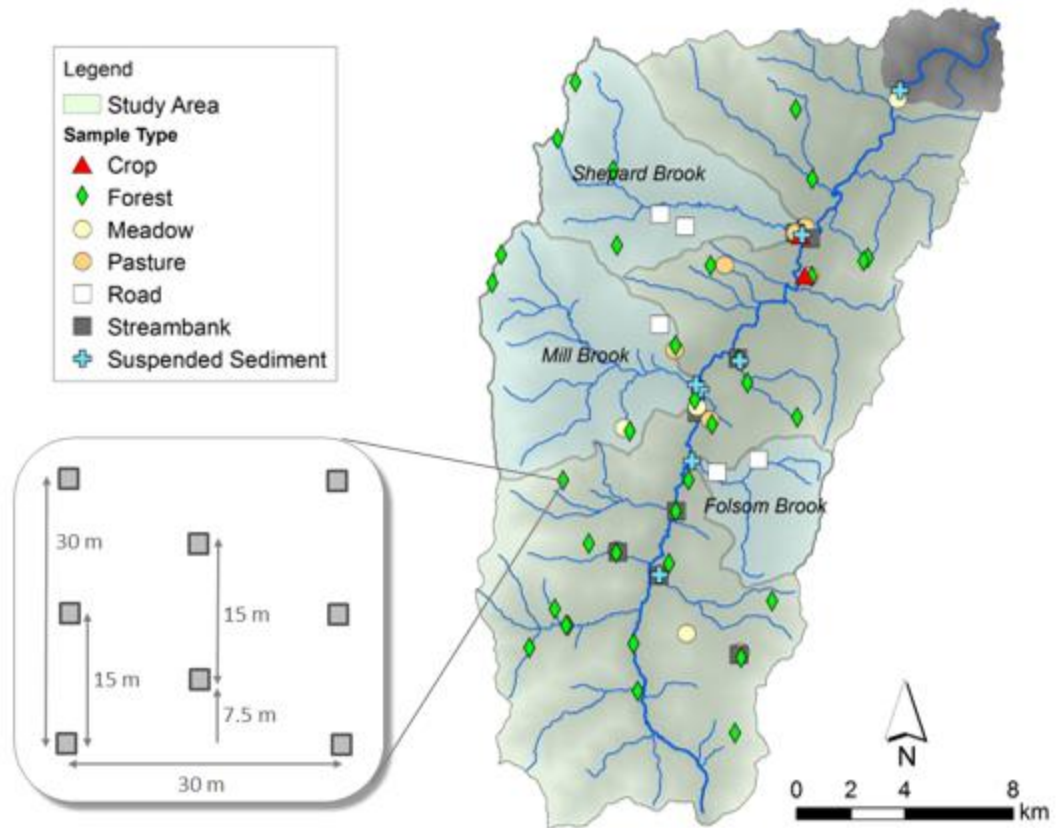 Legend
Study Area
Sample Type
Crop
Forest
Meadow
Pasture
Road
Streambank
Suspended Sediment
Shepard Brook
Mill Brook
Folsom Brook
30 m
15 m
15 m
7.5 m
30 m
N
0 2 4 8
km